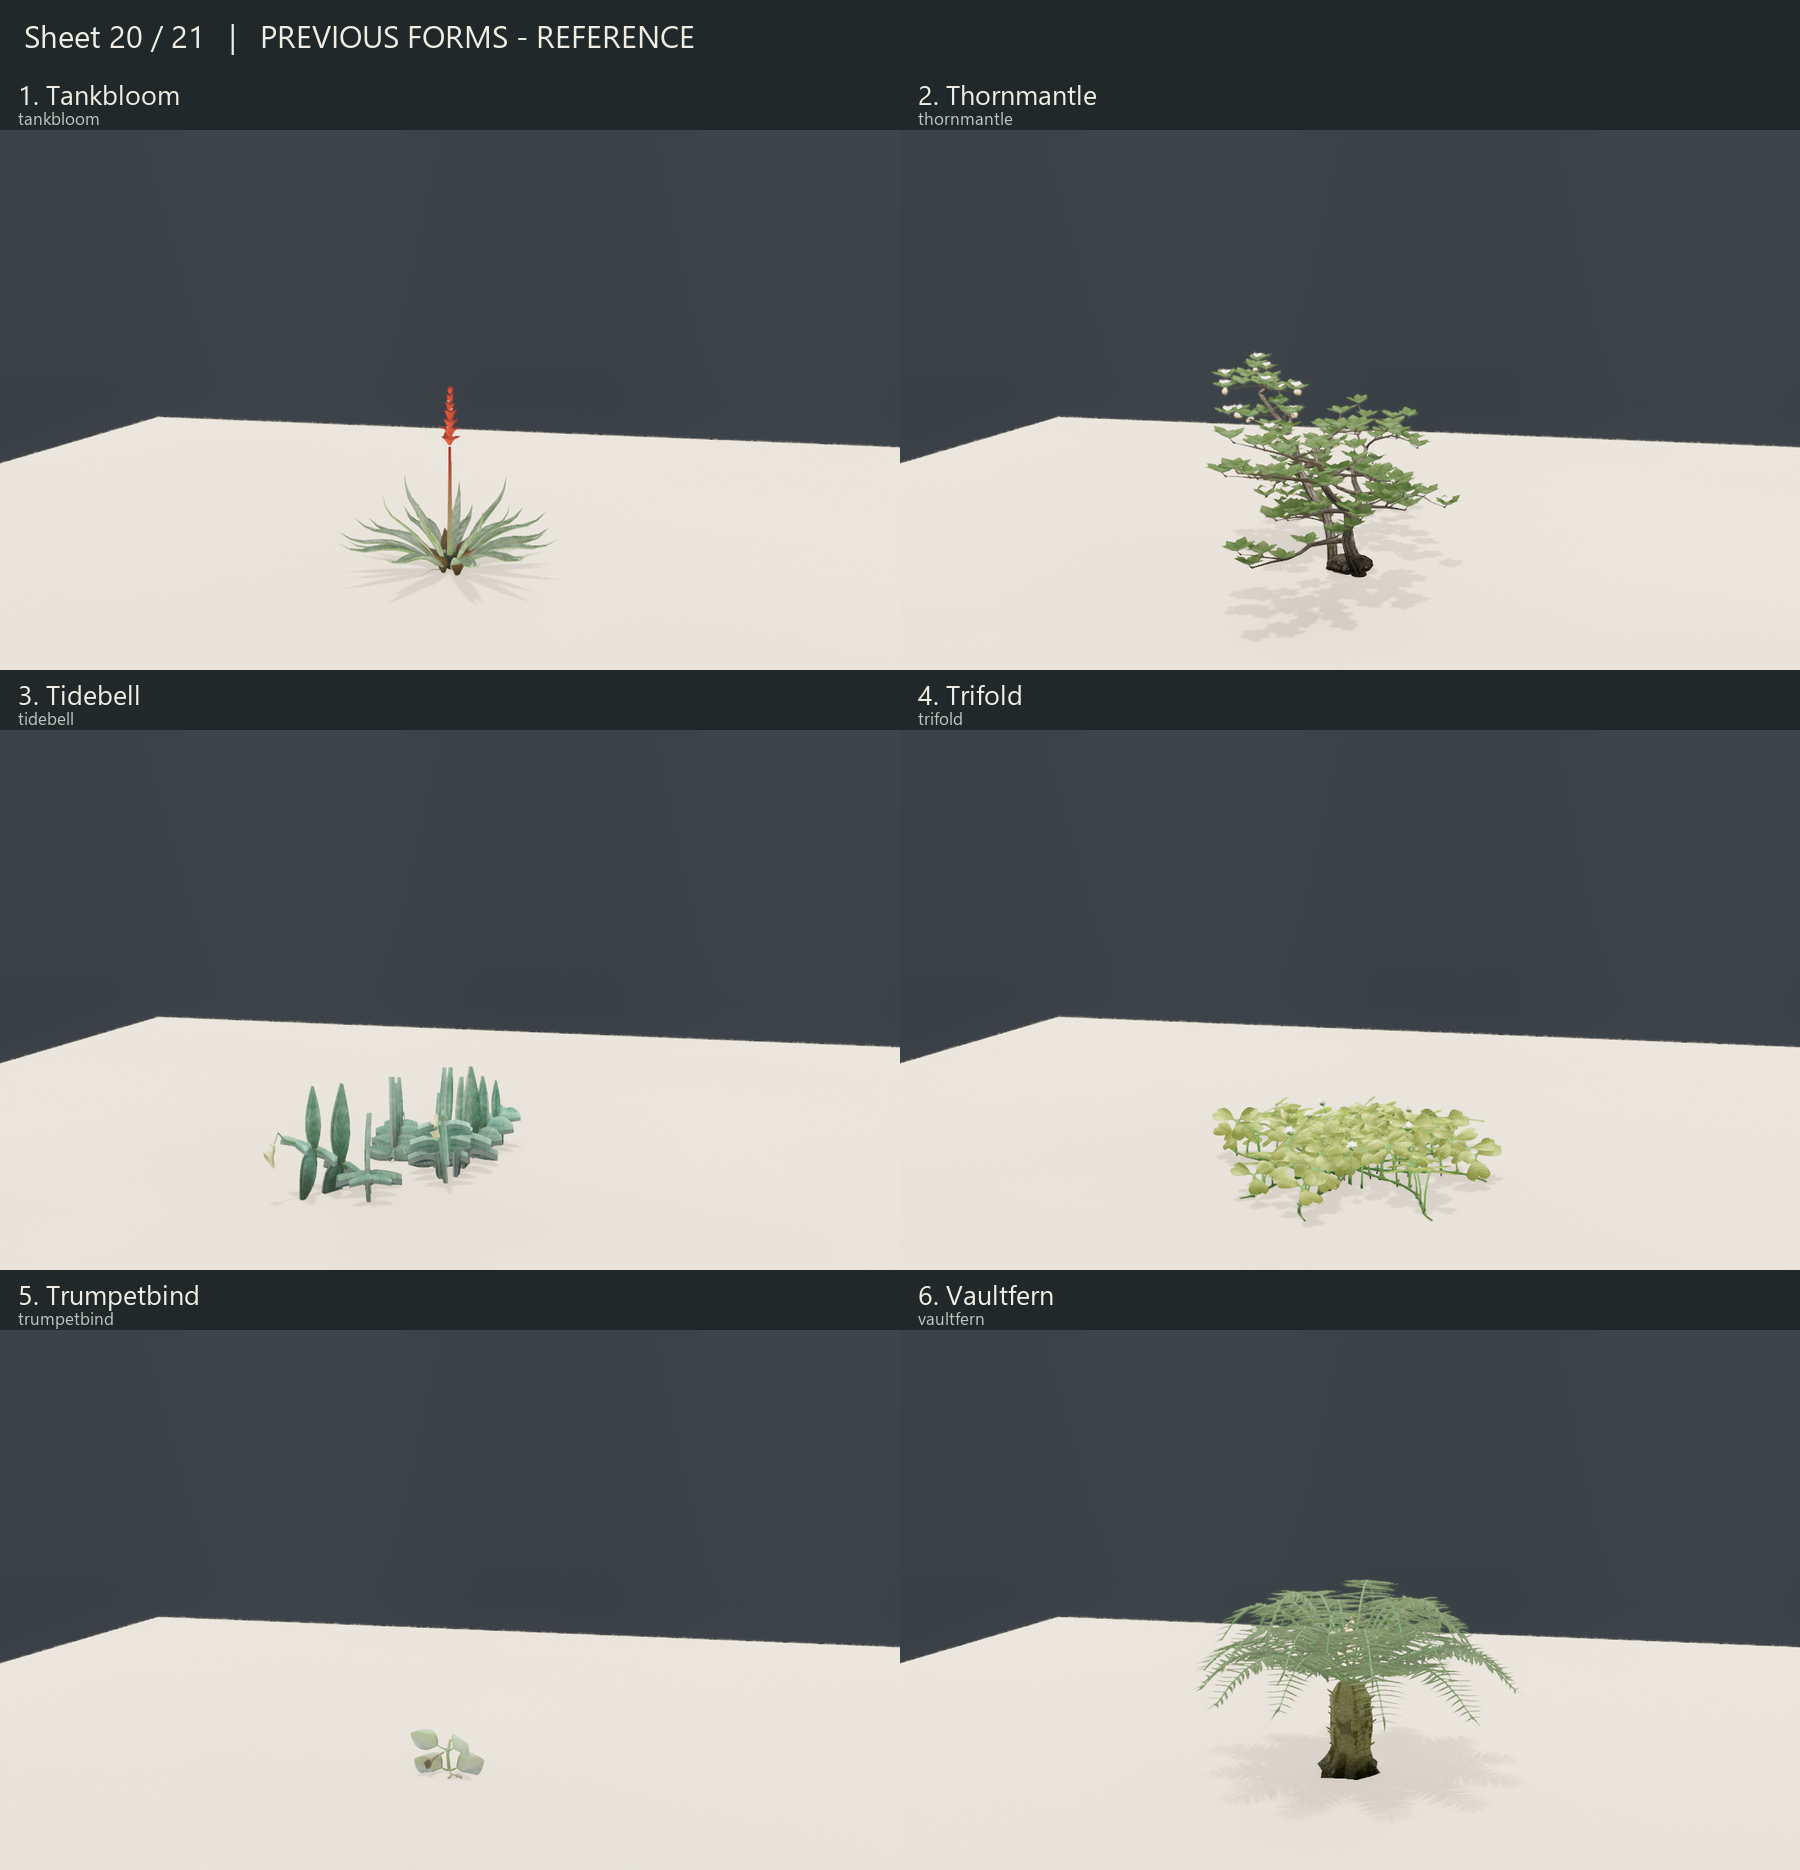 Sheet 20 / 21 | PREVIOUS FORMS - REFERENCE
1. Tankbloom
tankbloom
2. Thornmantle
thornmantle
3. Tidebell
tidebell
4. Trifold
trifold
5. Trumpetbind
trumpetbind
6. Vaultfern
vaultfern